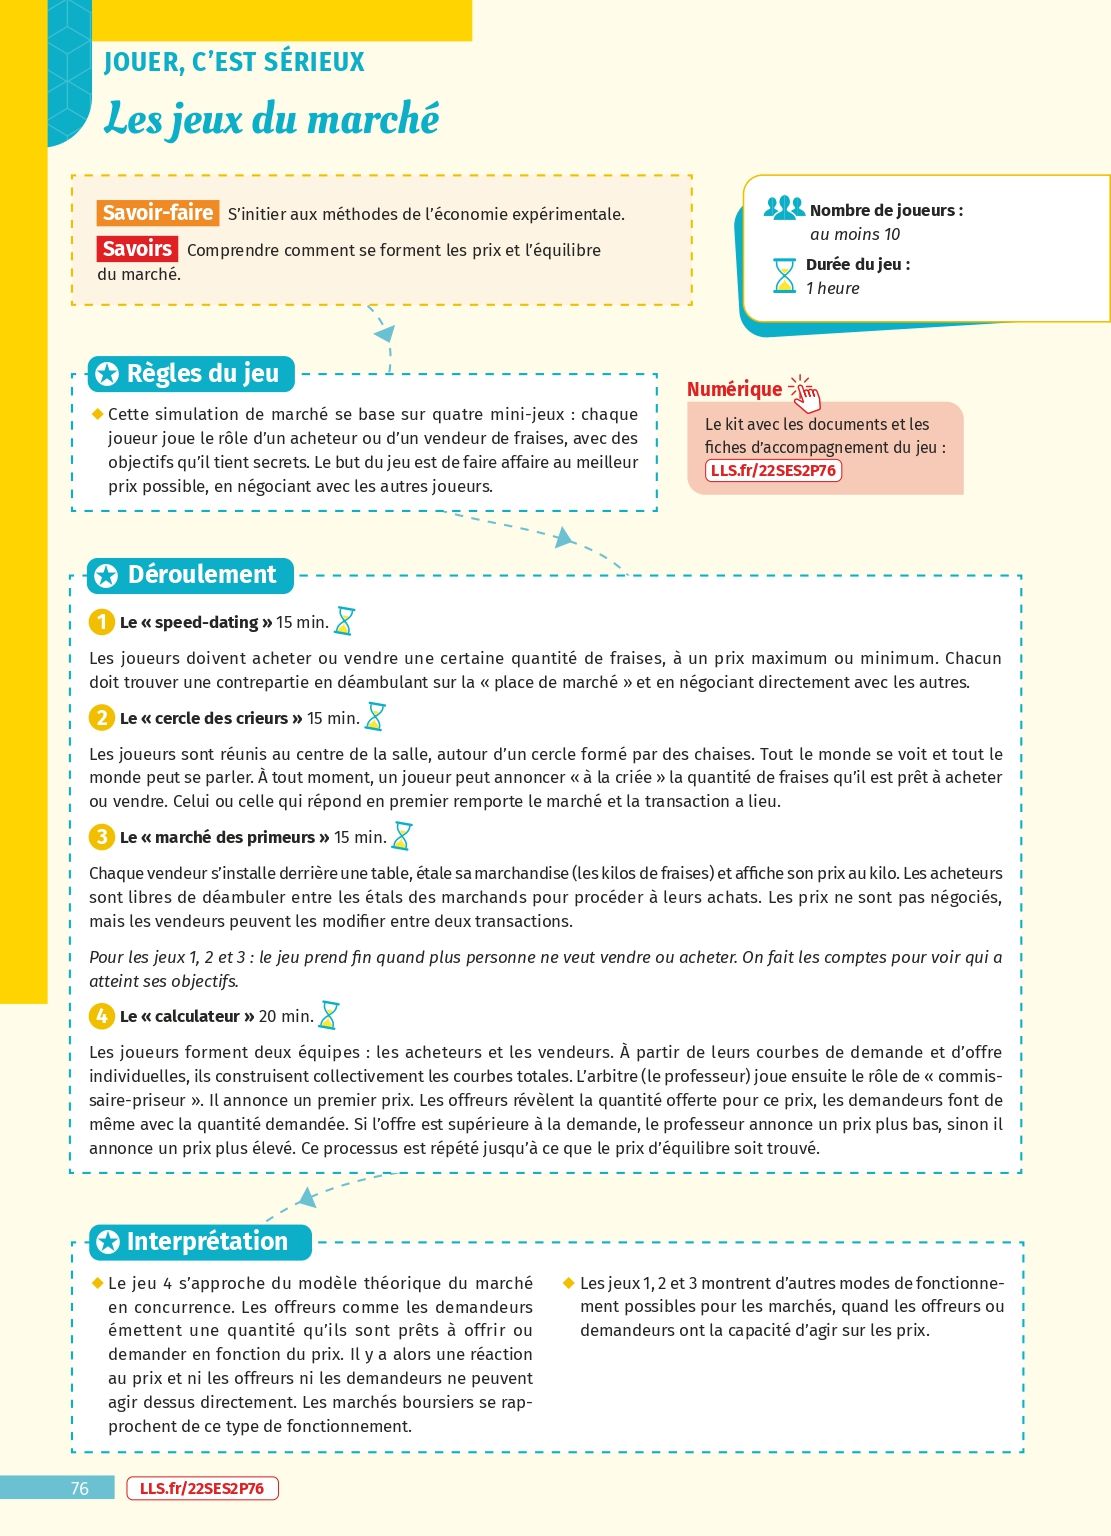 JOUER, C’EST SÉRIEUX
Les jeux du marché
Savoir-faire S’initier aux méthodes de l’économie expérimentale.
Savoirs Comprendre comment se forment les prix et l’équilibre
du marché.
Nombre de joueurs :
au moins 10
Durée du jeu :
1 heure
Règles du jeu
Cette simulation de marché se base sur quatre mini-jeux : chaque
joueur joue le rôle d’un acheteur ou d’un vendeur de fraises, avec des
objectifs qu’il tient secrets. Le but du jeu est de faire affaire au meilleur
prix possible, en négociant avec les autres joueurs.
Numérique
Le kit avec les documents et les
fiches d’accompagnement du jeu :
LLS.fr/22SES2P76
Déroulement
1 Le « speed-dating » 15 min.
Les joueurs doivent acheter ou vendre une certaine quantité de fraises, à un prix maximum ou minimum. Chacun
doit trouver une contrepartie en déambulant sur la « place de marché » et en négociant directement avec les autres.
2 Le « cercle des crieurs » 15 min.
Les joueurs sont réunis au centre de la salle, autour d’un cercle formé par des chaises. Tout le monde se voit et tout le
monde peut se parler. À tout moment, un joueur peut annoncer « à la criée » la quantité de fraises qu’il est prêt à acheter
ou vendre. Celui ou celle qui répond en premier remporte le marché et la transaction a lieu.
3 Le « marché des primeurs » 15 min.
Chaque vendeur s’installe derrière une table, étale sa marchandise (les kilos de fraises) et affiche son prix au kilo. Les acheteurs
sont libres de déambuler entre les étals des marchands pour procéder à leurs achats. Les prix ne sont pas négociés,
mais les vendeurs peuvent les modifier entre deux transactions.
Pour les jeux 1, 2 et 3 : le jeu prend fin quand plus personne ne veut vendre ou acheter. On fait les comptes pour voir qui a
atteint ses objectifs.
4 Le « calculateur » 20 min.
Les joueurs forment deux équipes : les acheteurs et les vendeurs. À partir de leurs courbes de demande et d’offre
individuelles, ils construisent collectivement les courbes totales. L’arbitre (le professeur) joue ensuite le rôle de « commis-
saire-priseur ». Il annonce un premier prix. Les offreurs révèlent la quantité offerte pour ce prix, les demandeurs font de
même avec la quantité demandée. Si l’offre est supérieure à la demande, le professeur annonce un prix plus bas, sinon il
annonce un prix plus élevé. Ce processus est répété jusqu’à ce que le prix d’équilibre soit trouvé.
Interprétation
Le jeu 4 s’approche du modèle théorique du marché
en concurrence. Les offreurs comme les demandeurs
émettent une quantité qu’ils sont prêts à offrir ou
demander en fonction du prix. Il y a alors une réaction
au prix et ni les offreurs ni les demandeurs ne peuvent
agir dessus directement. Les marchés boursiers se rap-
prochent de ce type de fonctionnement.
Les jeux 1, 2 et 3 montrent d’autres modes de fonctionne-
ment possibles pour les marchés, quand les offreurs ou
demandeurs ont la capacité d’agir sur les prix.
76
LLS.fr/22SES2P76